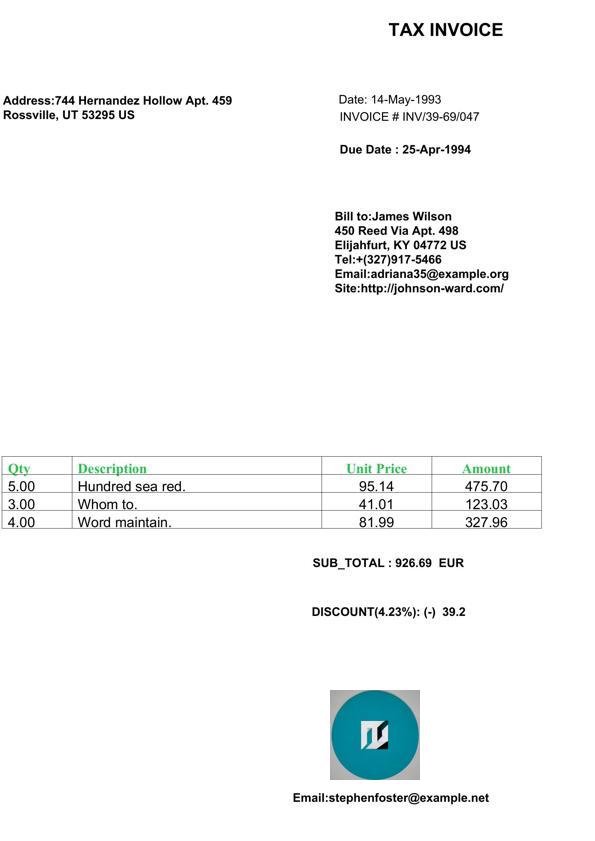 TAX INVOICE
Address:744 Hernandez Hollow Apt. 459
Rossville, UT 53295 US
Date: 14-May-1993
INVOICE # INV/39-69/047
Due Date : 25-Apr-1994
Bill to:James Wilson
450 Reed Via Apt. 498
Elijahfurt, KY 04772 US
Tel:+(327)917-5466
Email:adriana35@example.org
Site:http://johnson-ward.com/
Qty Description Unit Price Amount
5.00 Hundred sea red. 95.14 475.70
3.00 Whom to. 41.01 123.03
4.00 Word maintain. 81.99 327.96
SUB_TOTAL : 926.69 EUR
DISCOUNT(4.23%): (-) 39.2
Email:stephenfoster@example.net